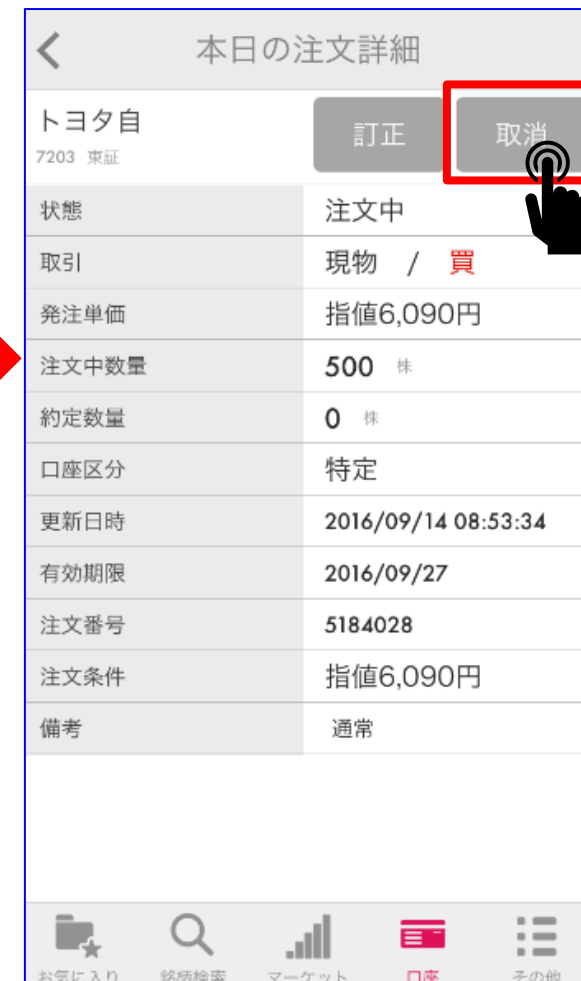 本日の注文詳細
トヨタ自
7203 東証
訂正
取消
状態 注文中
取引 現物 / 買
発注単価 指値6,090円
注文中数量 500 株
約定数量 0 株
口座区分 特定
更新日時 2016/09/14 08:53:34
有効期限 2016/09/27
注文番号 5184028
注文条件 指値6,090円
備考 通常
お気に入り 銘柄検索 マーケット 口座 その他